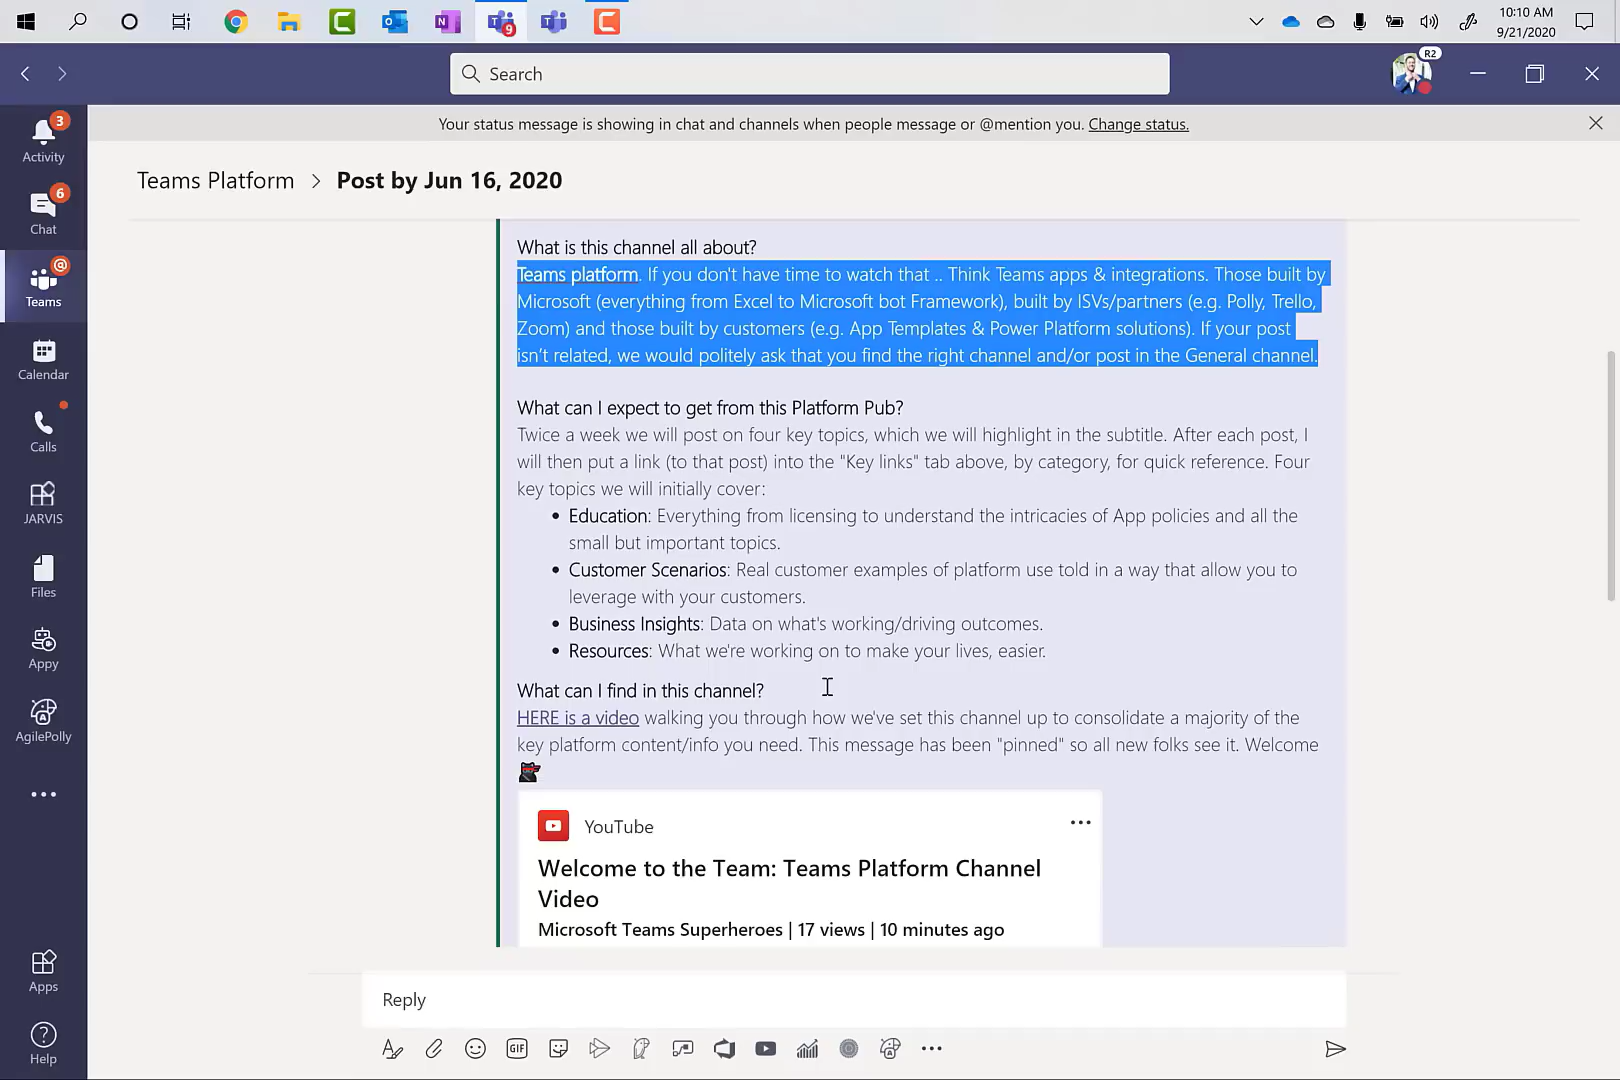 10:10 AM
9/21/2020
9
Search
R2
Your status message is showing in chat and channels when people message or @mention you. Change status.
3
Activity
6
Chat
@
Teams
Calendar
Calls
JARVIS
Files
Appy
AgilePolly
Apps
Help
Teams Platform > Post by Jun 16, 2020
What is this channel all about?
Teams platform. If you don't have time to watch that .. Think Teams apps & integrations. Those built by
Microsoft (everything from Excel to Microsoft bot Framework), built by ISVs/partners (e.g. Polly, Trello,
Zoom) and those built by customers (e.g. App Templates & Power Platform solutions). If your post
isn't related, we would politely ask that you find the right channel and/or post in the General channel.
What can I expect to get from this Platform Pub?
Twice a week we will post on four key topics, which we will highlight in the subtitle. After each post, I
will then put a link (to that post) into the "Key links" tab above, by category, for quick reference. Four
key topics we will initially cover:
• Education: Everything from licensing to understand the intricacies of App policies and all the
small but important topics.
• Customer Scenarios: Real customer examples of platform use told in a way that allow you to
leverage with your customers.
• Business Insights: Data on what's working/driving outcomes.
• Resources: What we're working on to make your lives, easier.
What can I find in this channel?
HERE is a video walking you through how we've set this channel up to consolidate a majority of the
key platform content/info you need. This message has been "pinned" so all new folks see it. Welcome
YouTube
Welcome to the Team: Teams Platform Channel
Video
Microsoft Teams Superheroes | 17 views | 10 minutes ago
Reply
GIF